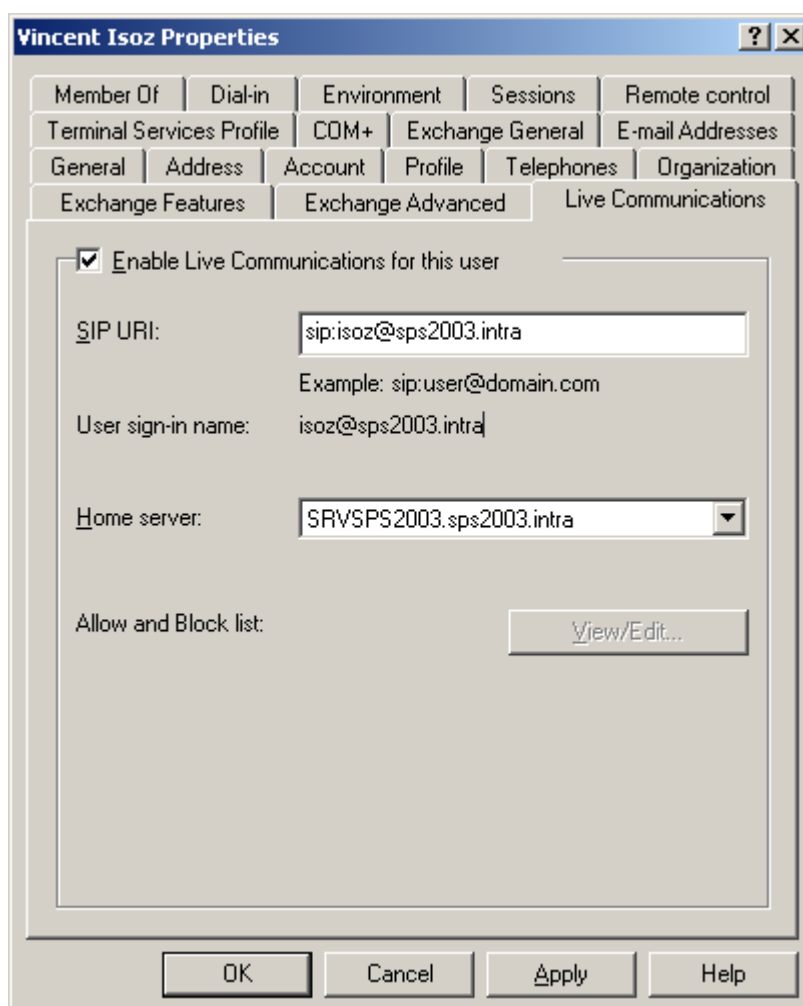 Vincent Isoz Properties
Member Of Dial-in Environment Sessions Remote control
Terminal Services Profile COM+ Exchange General E-mail Addresses
General Address Account Profile Telephones Organization
Exchange Features Exchange Advanced Live Communications
Enable Live Communications for this user
SIP URI: sip:isoz@sps2003.intra
Example: sip:user@domain.com
User sign-in name: isoz@sps2003.intra
Home server: SRVSPS2003.sps2003.intra
Allow and Block list: View/Edit...
OK Cancel Apply Help